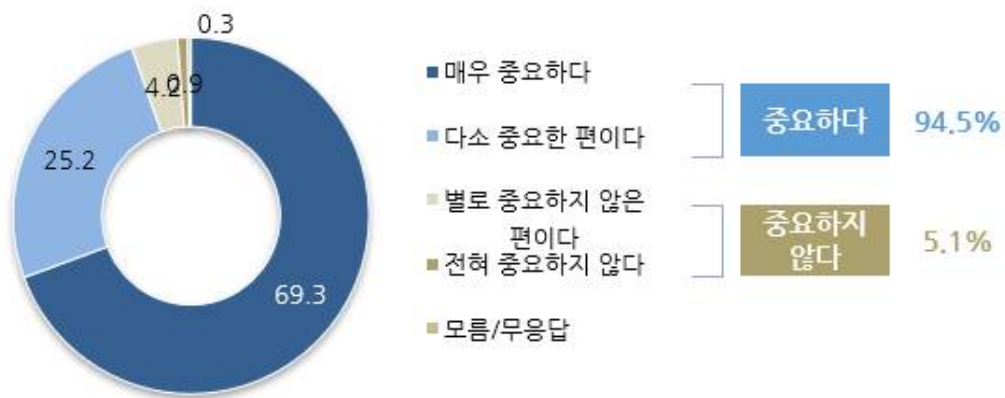 0.3
4.2
0.9
25.2
69.3
매우 중요하다
다소 중요한 편이다
별로 중요하지 않은
편이다
전혀 중요하지 않다
모름/무응답
중요하다
94.5%
중요하지
않다
5.1%